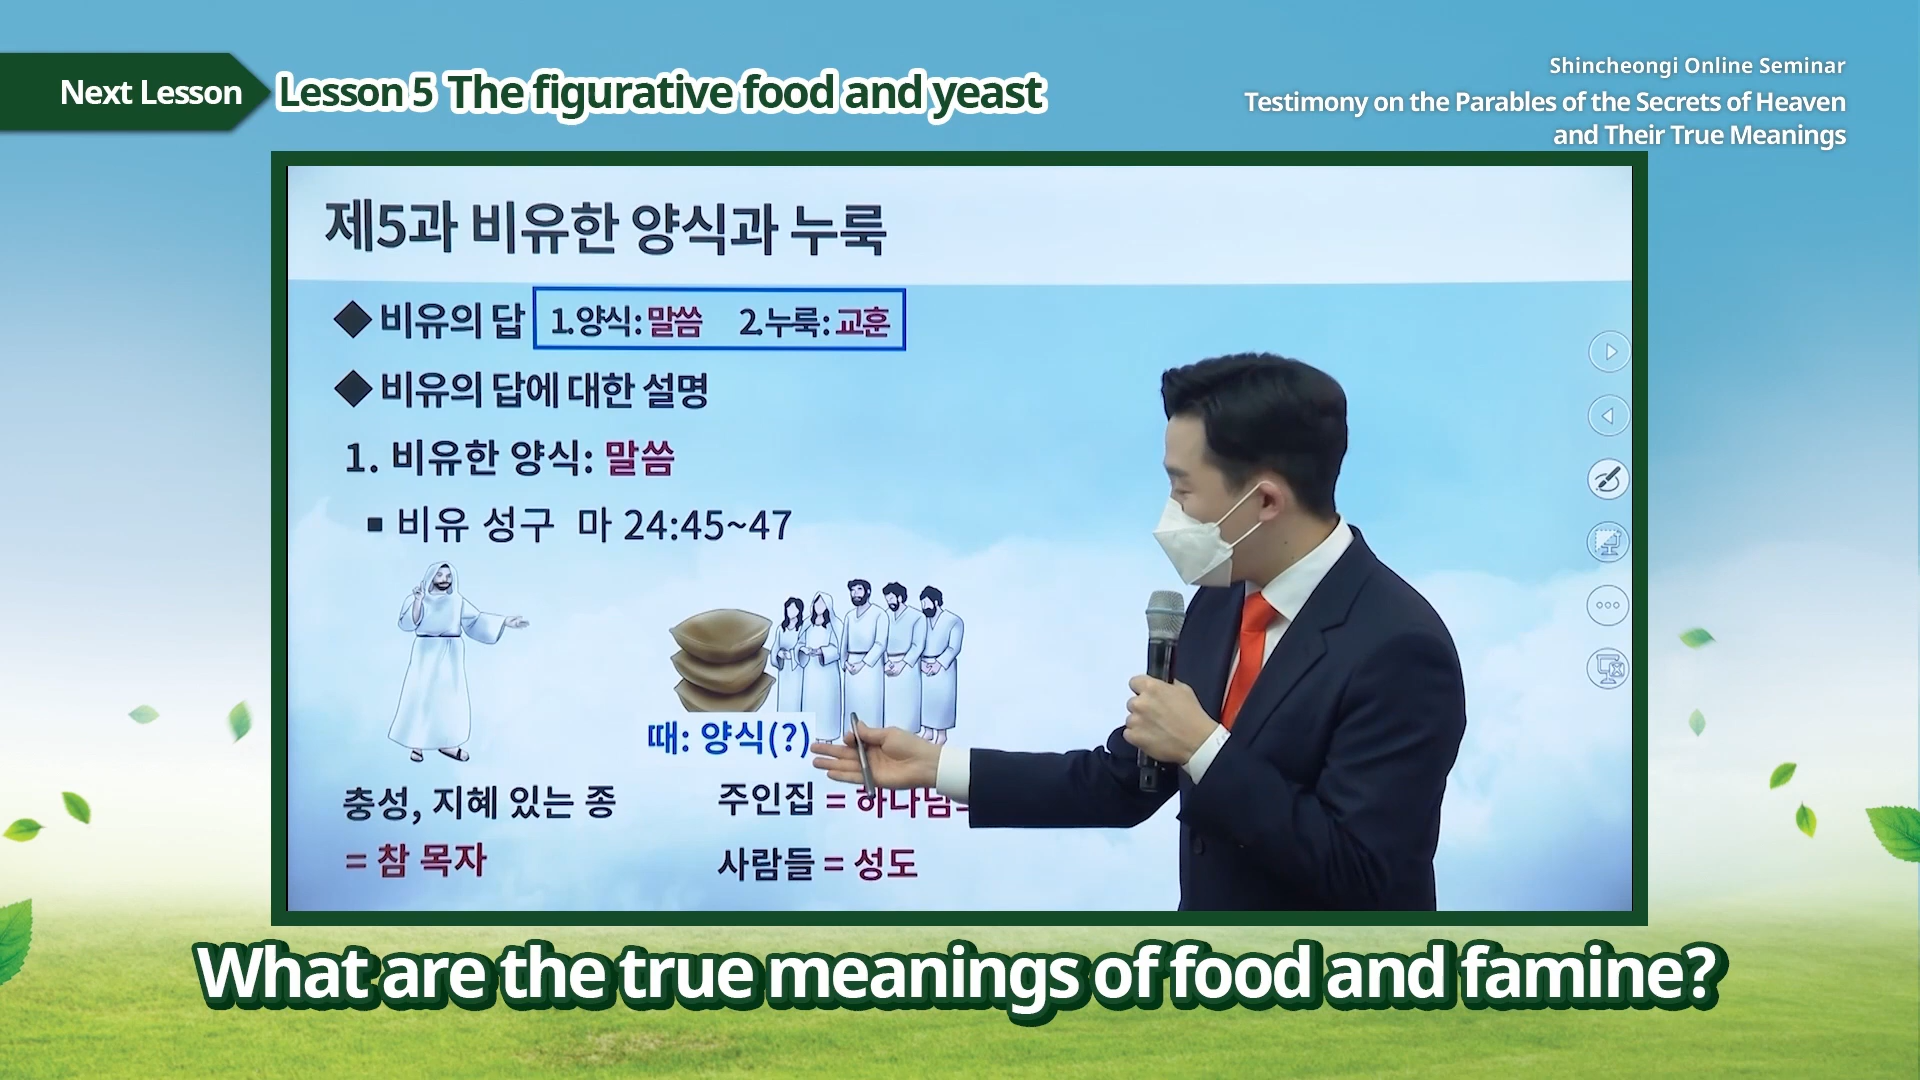 Next Lesson
Lesson 5 The figurative food and yeast
Shincheongi Online Seminar
Testimony on the Parables of the Secrets of Heaven
and Their True Meanings
제5과 비유한 양식과 누룩
◆ 비유의 답 1.양식: 말씀 2.누룩: 교훈
◆ 비유의 답에 대한 설명
1. 비유한 양식: 말씀
▪ 비유 성구 마 24:45~47
때: 양식(?)
충성, 지혜 있는 종
= 참 목자
주인집 = 하나님
사람들 = 성도
What are the true meanings of food and famine?